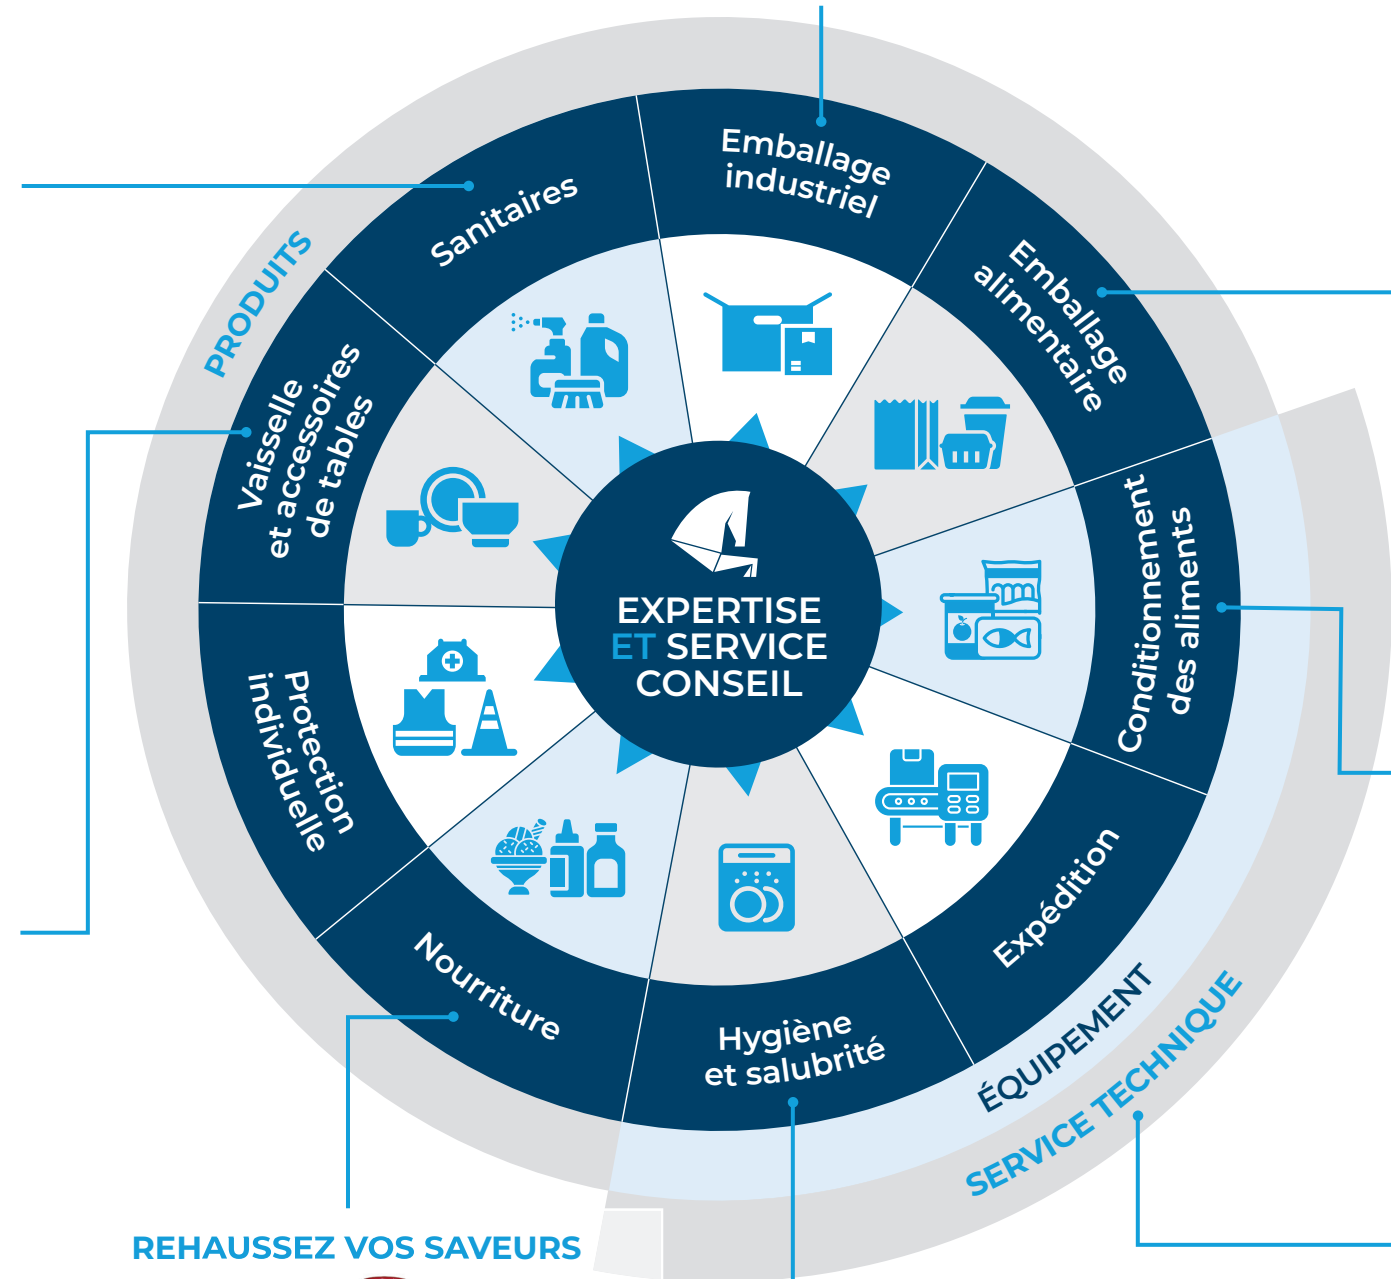 Emballage
industriel
Sanitaires
Emballage
alimentaire
PRODUITS
Vaisselle
et accessoires
de tables
Conditionnement
des aliments
EXPERTISE
ET SERVICE
CONSEIL
Protection
individuelle
Expédition
Nourriture
Hygiène
et salubrité
ÉQUIPEMENT
SERVICE TECHNIQUE
REHAUSSEZ VOS SAVEURS